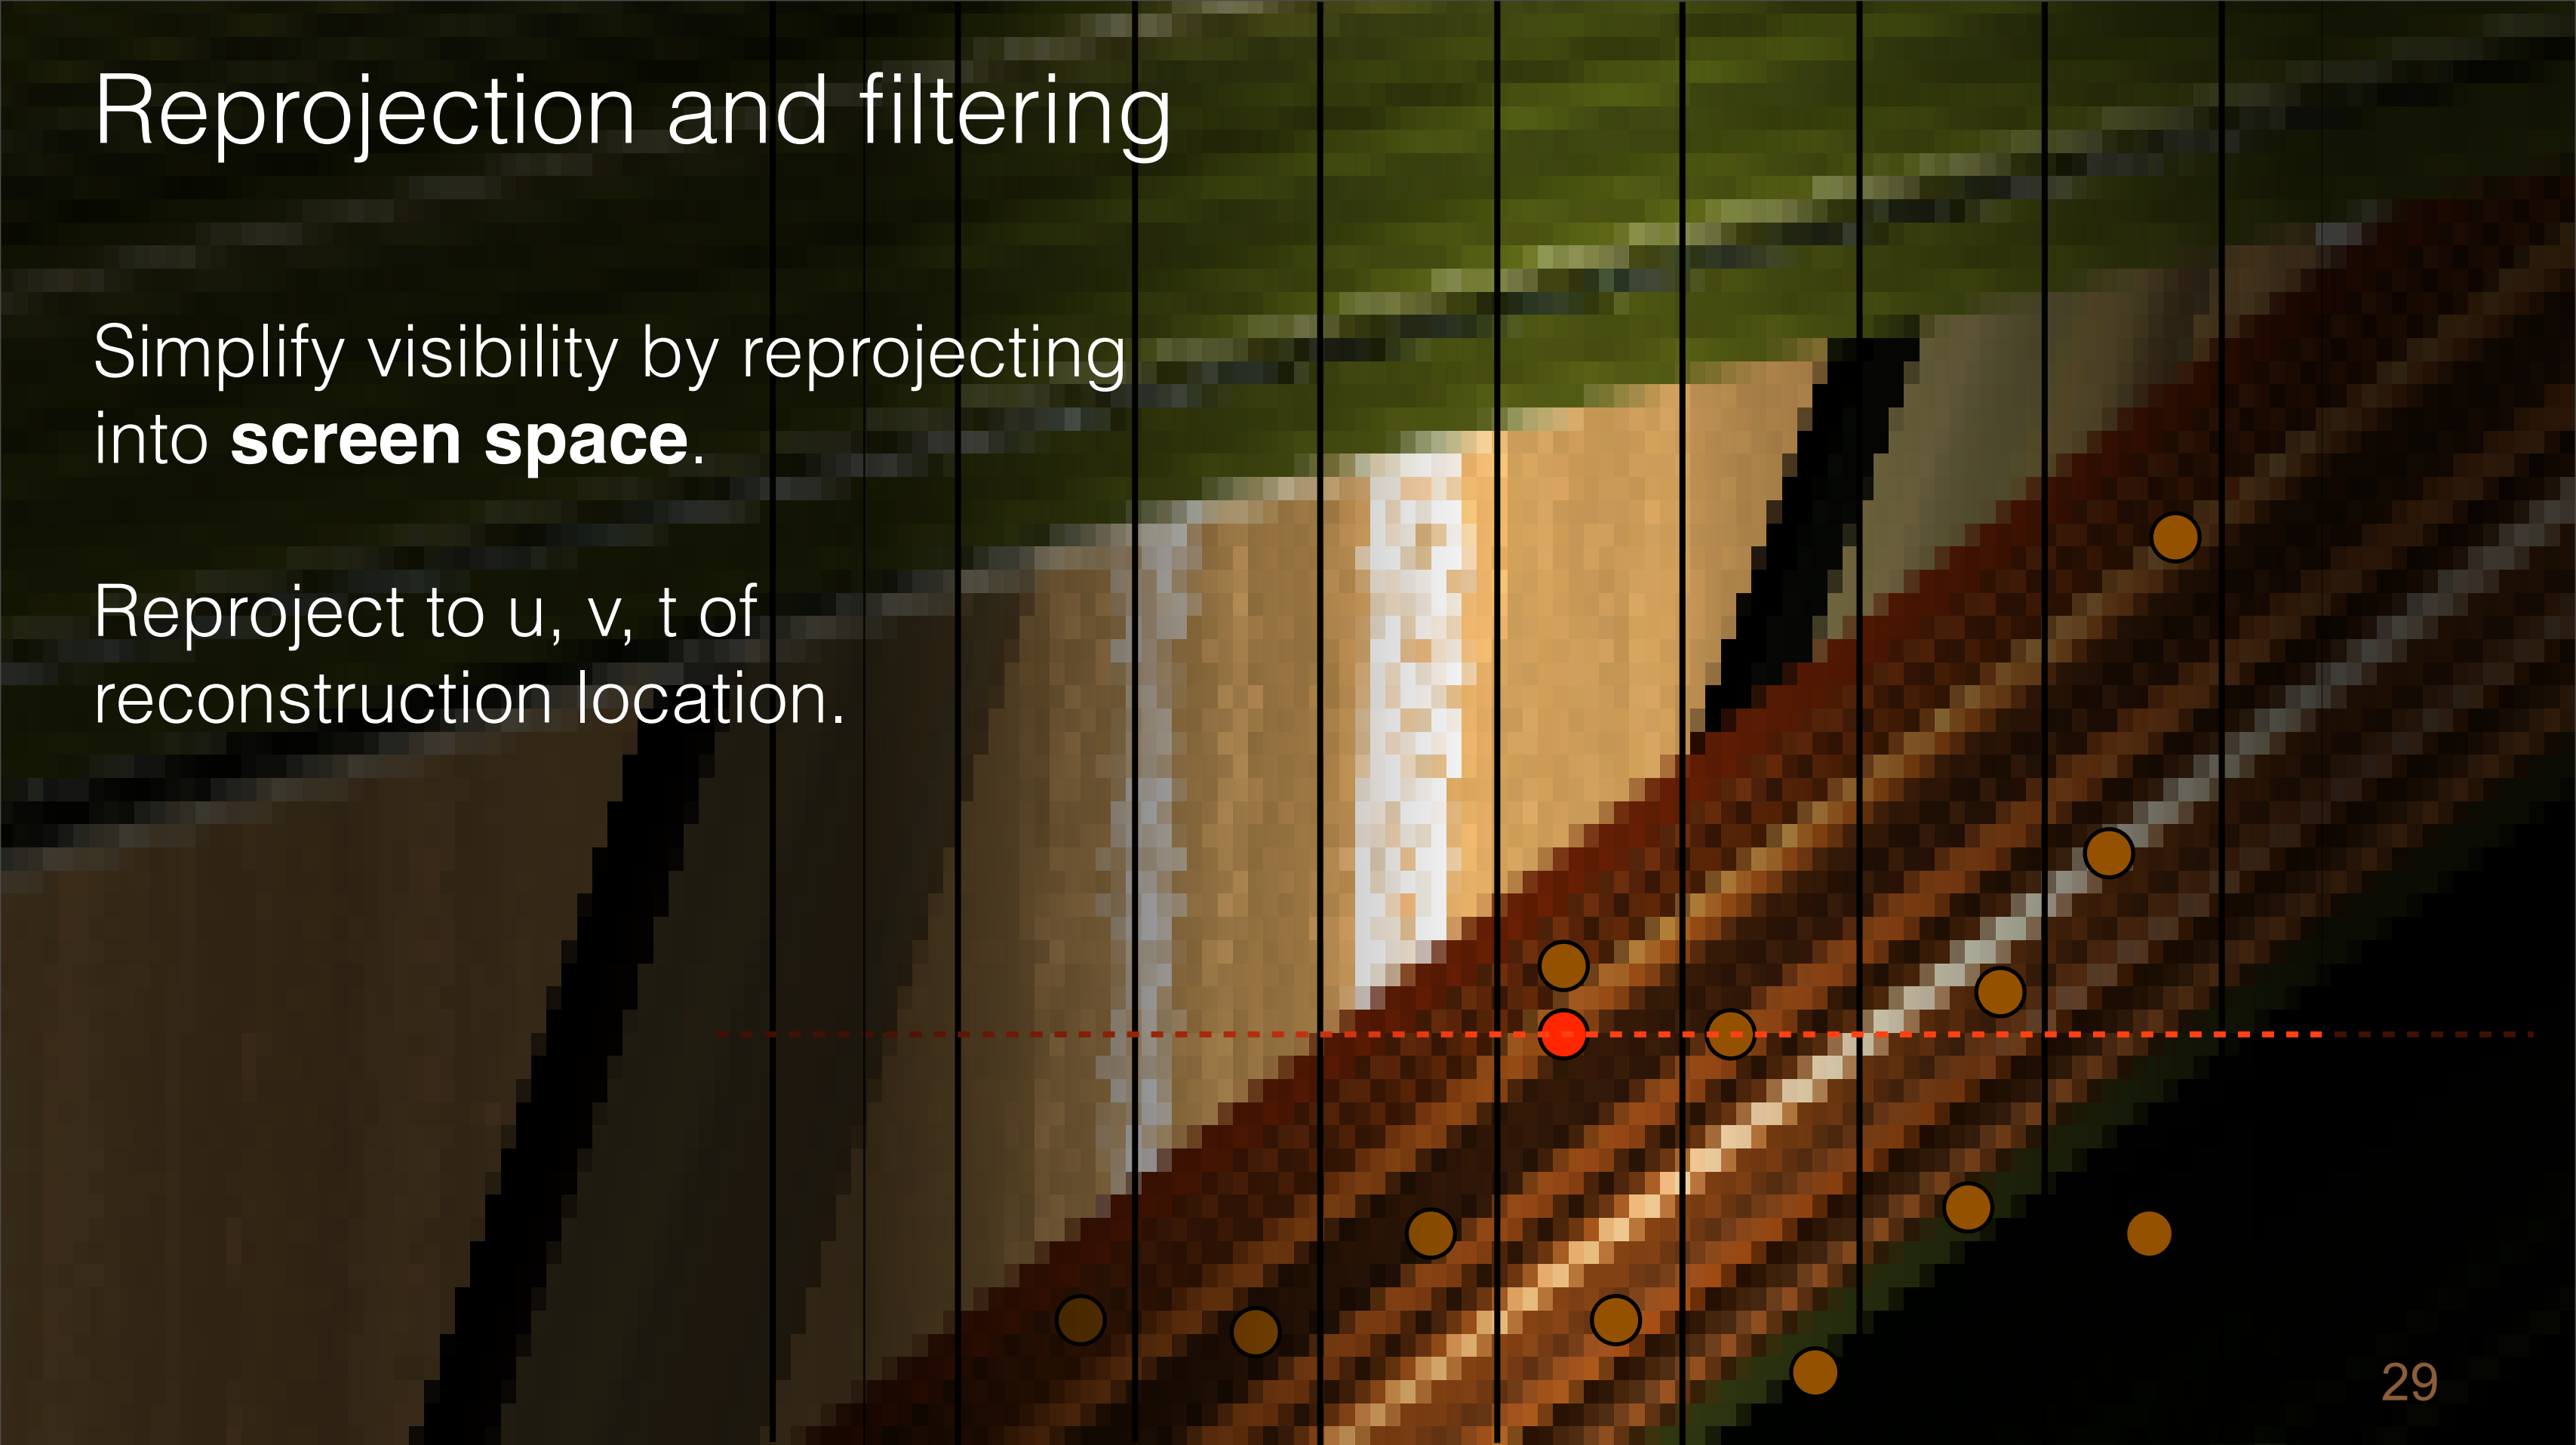 Reprojection and filtering
Simplify visibility by reprojecting
into screen space.
Reproject to u, v, t of
reconstruction location.
29